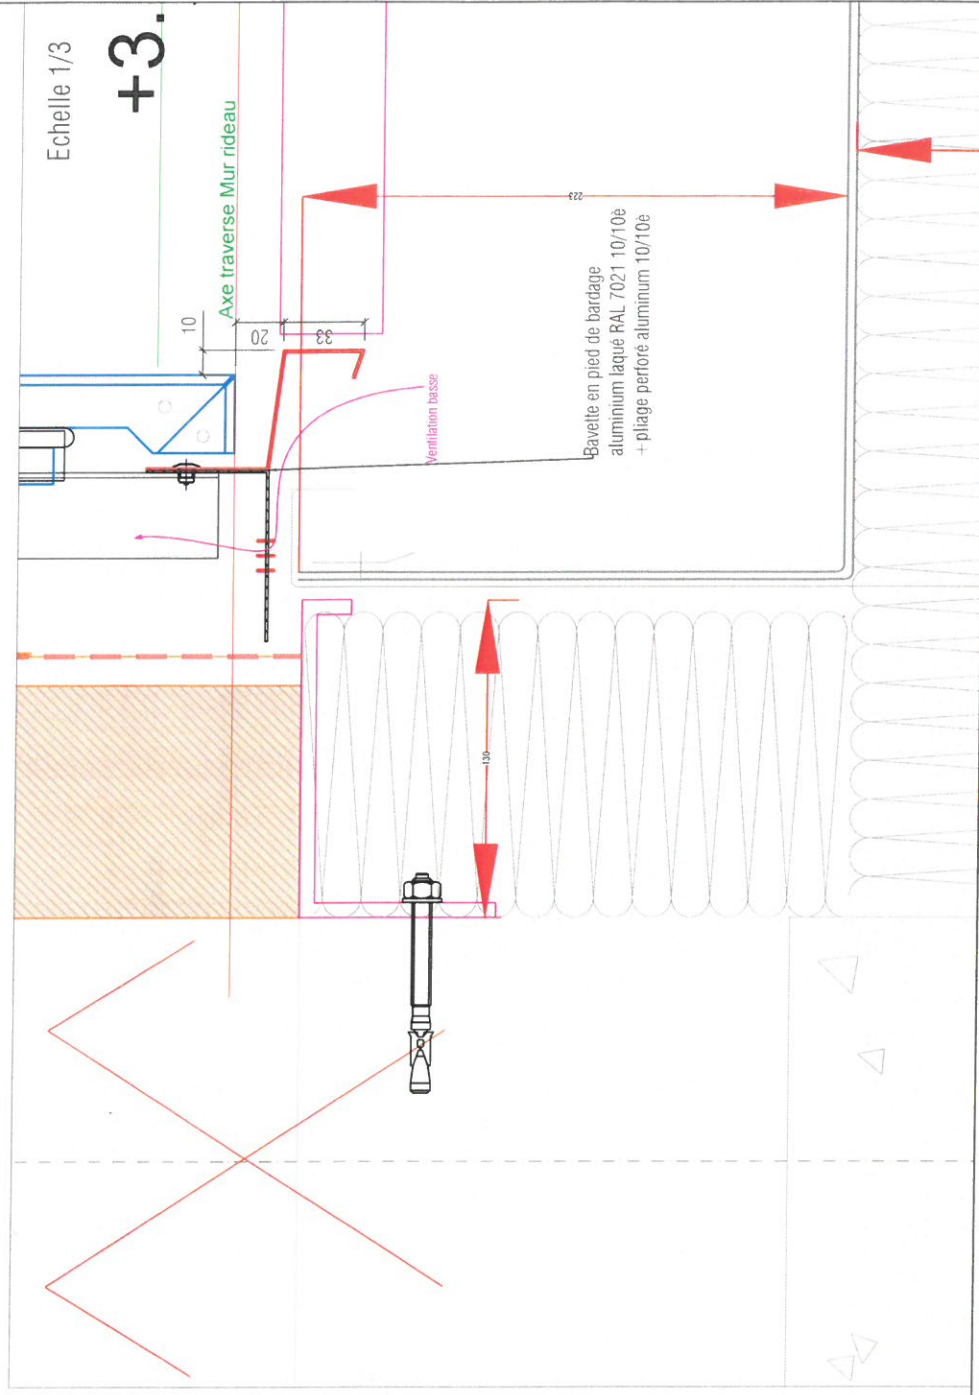 Echelle 1/3
+3.
Axe traverse Mur rideau
10
20
33
223
Ventilation basse
Bavette en pied de bardage
aluminium laqué RAL 7021 10/10è
+ pliage perforé aluminum 10/10è
130